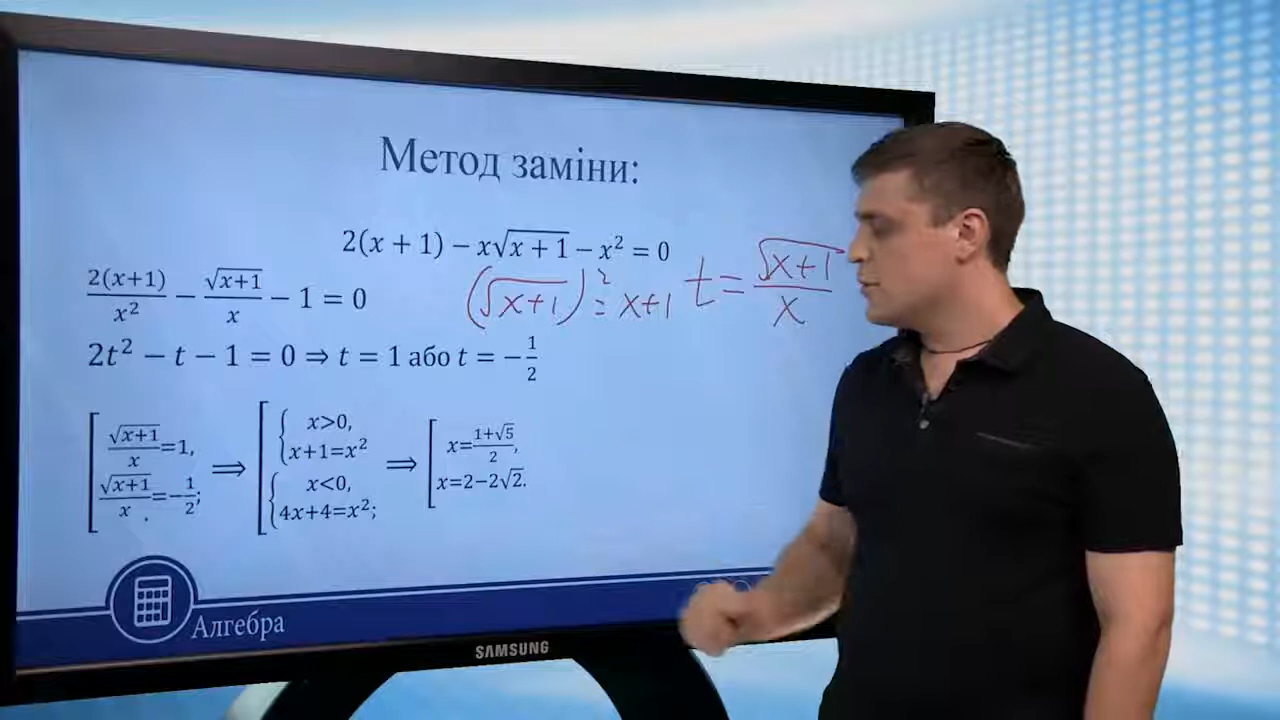 Метод заміни:
2(x + 1) − x√(x + 1) − x² = 0
2(x+1)/x² − √(x+1)/x − 1 = 0
(√(x+1))² = x+1
t = √(x+1)/x
2t² − t − 1 = 0 ⇒ t = 1 або t = −1/2
[ √(x+1)/x = 1, √(x+1)/x = −1/2; ⇒ [ { x>0, x+1=x² { x<0, 4x+4=x²; ⇒ [ x=(1+√5)/2, x=2−2√2.
Алгебра
SAMSUNG